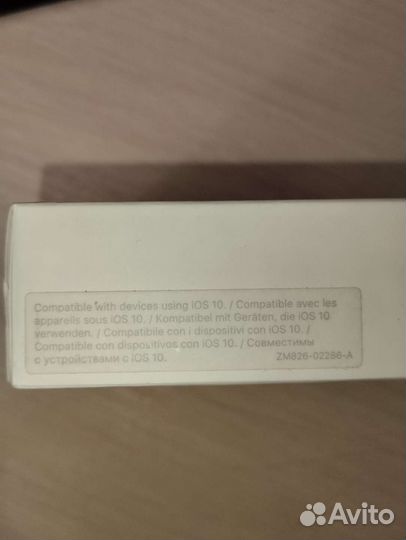 Compatible with devices using iOS 10. / Compatible avec les
appareils sous iOS 10. / Kompatibel mit Geräten, die iOS 10
verwenden. / Compatibile con i dispositivi con iOS 10. /
Compatible con dispositivos con iOS 10. / Совместимы
с устройствами с iOS 10.
ZM826-02286-A
Avito